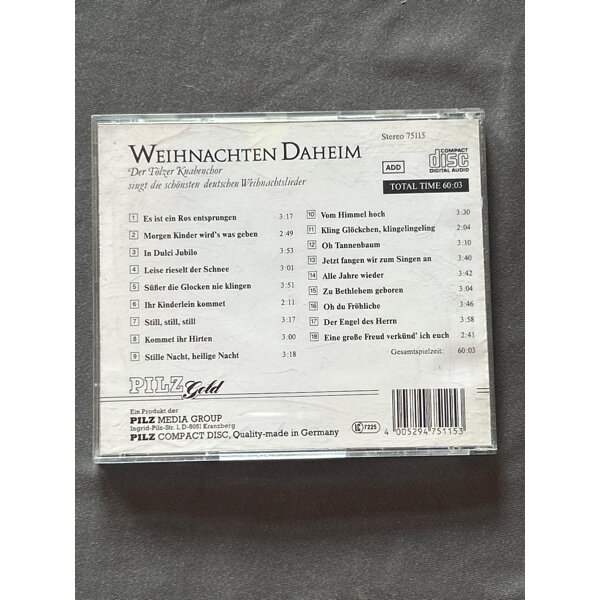 Stereo 75115
WEIHNACHTEN DAHEIM
Der Tölzer Knabenchor
singt die schönsten deutschen Weihnachtslieder
ADD
COMPACT
disc
DIGITAL AUDIO
TOTAL TIME 60:03
1 Es ist ein Ros entsprungen 3:17
2 Morgen Kinder wird's was geben 2:49
3 In Dulci Jubilo 3:53
4 Leise rieselt der Schnee 3:01
5 Süßer die Glocken nie klingen 3:51
6 Ihr Kinderlein kommet 2:11
7 Still, still, still 3:17
8 Kommet ihr Hirten 3:00
9 Stille Nacht, heilige Nacht 3:18
10 Vom Himmel hoch 3:30
11 Kling Glöckchen, klingelingeling 2:04
12 Oh Tannenbaum 3:10
13 Jetzt fangen wir zum Singen an 3:40
14 Alle Jahre wieder 3:42
15 Zu Bethlehem geboren 3:04
16 Oh du Fröhliche 3:46
17 Der Engel des Herrn 3:58
18 Eine große Freud verkünd' ich euch 2:41
Gesamtspielzeit: 60:03
PILZ Gold
Ein Produkt der
PILZ MEDIA GROUP
Ingrid-Pilz-Str. 1, D-8051 Kranzberg
PILZ COMPACT DISC, Quality-made in Germany
LC 7225
4 005294 751153